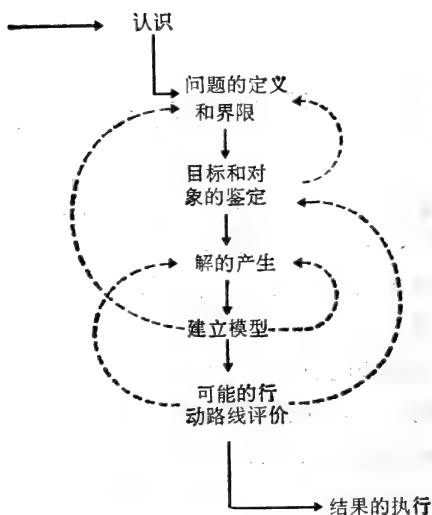 认识
问题的定义
和界限
目标和对
象的鉴定
解的产生
建立模型
可能的行
动路线评价
结果的执行